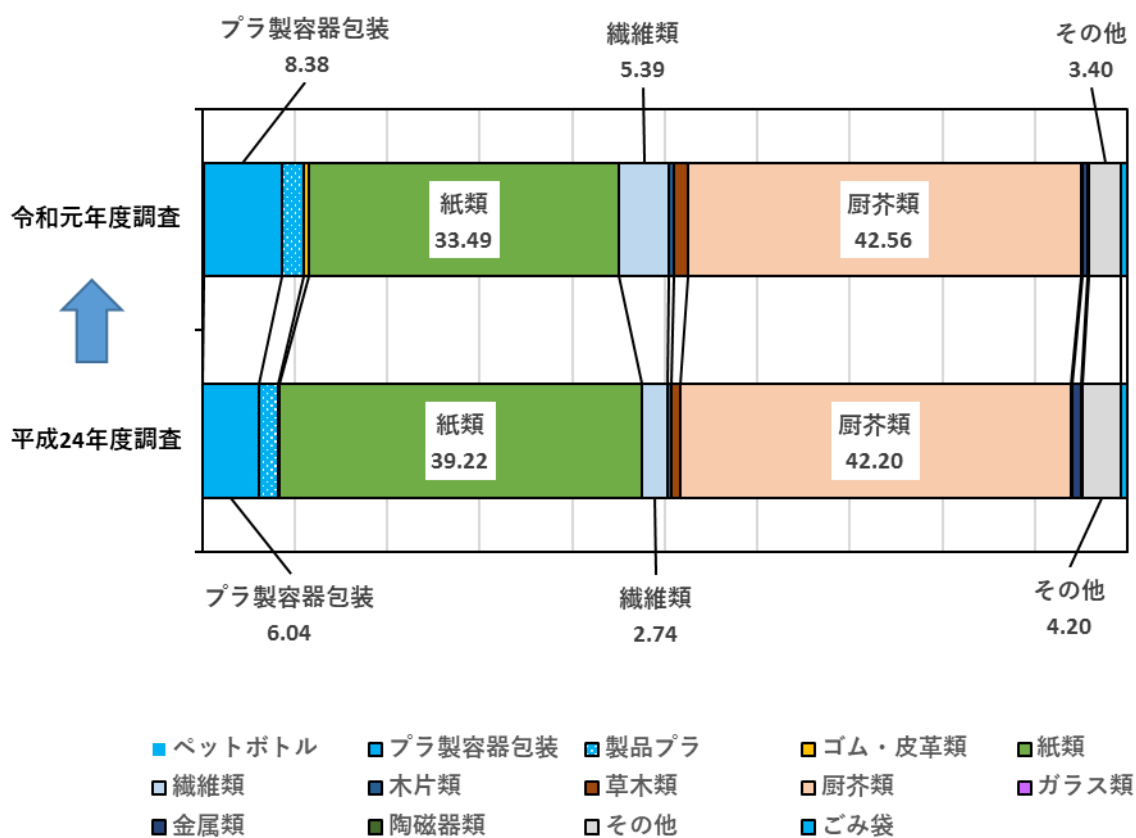 プラ製容器包装
8.38
繊維類
5.39
その他
3.40
令和元年度調査
紙類
33.49
厨芥類
42.56
平成24年度調査
紙類
39.22
厨芥類
42.20
プラ製容器包装
6.04
繊維類
2.74
その他
4.20
ペットボトル プラ製容器包装 製品プラ ゴム・皮革類 紙類
繊維類 木片類 草木類 厨芥類 ガラス類
金属類 陶磁器類 その他 ごみ袋